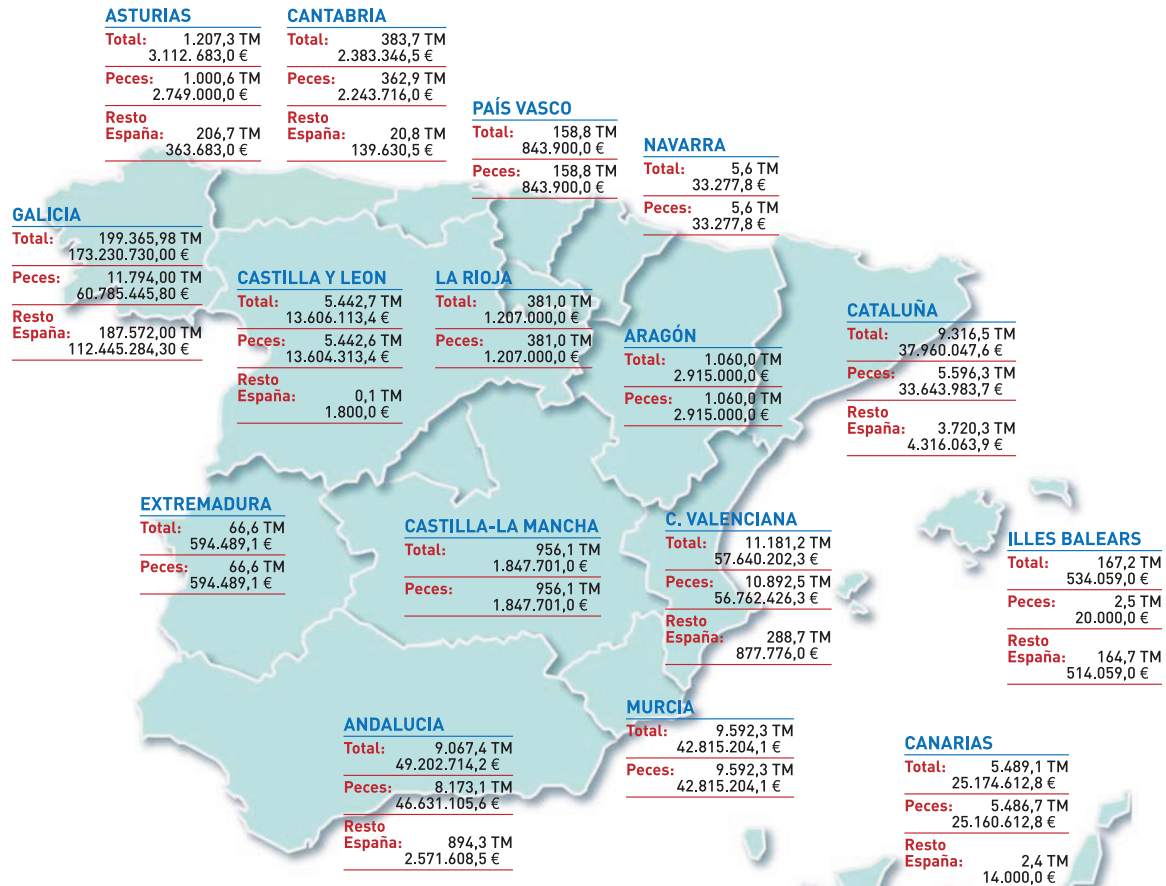 ASTURIAS
Total: 1.207,3 TM
3.112. 683,0 €
Peces: 1.000,6 TM
2.749.000,0 €
Resto
España: 206,7 TM
363.683,0 €
CANTABRIA
Total: 383,7 TM
2.383.346,5 €
Peces: 362,9 TM
2.243.716,0 €
Resto
España: 20,8 TM
139.630,5 €
PAÍS VASCO
Total: 158,8 TM
843.900,0 €
Peces: 158,8 TM
843.900,0 €
NAVARRA
Total: 5,6 TM
33.277,8 €
Peces: 5,6 TM
33.277,8 €
GALICIA
Total: 199.365,98 TM
173.230.730,00 €
Peces: 11.794,00 TM
60.785.445,80 €
Resto
España: 187.572,00 TM
112.445.284,30 €
CASTILLA Y LEON
Total: 5.442,7 TM
13.606.113,4 €
Peces: 5.442,6 TM
13.604.313,4 €
Resto
España: 0,1 TM
1.800,0 €
LA RIOJA
Total: 381,0 TM
1.207.000,0 €
Peces: 381,0 TM
1.207.000,0 €
ARAGÓN
Total: 1.060,0 TM
2.915.000,0 €
Peces: 1.060,0 TM
2.915.000,0 €
CATALUÑA
Total: 9.316,5 TM
37.960.047,6 €
Peces: 5.596,3 TM
33.643.983,7 €
Resto
España: 3.720,3 TM
4.316.063,9 €
EXTREMADURA
Total: 66,6 TM
594.489,1 €
Peces: 66,6 TM
594.489,1 €
CASTILLA-LA MANCHA
Total: 956,1 TM
1.847.701,0 €
Peces: 956,1 TM
1.847.701,0 €
C. VALENCIANA
Total: 11.181,2 TM
57.640.202,3 €
Peces: 10.892,5 TM
56.762.426,3 €
Resto
España: 288,7 TM
877.776,0 €
ILLES BALEARS
Total: 167,2 TM
534.059,0 €
Peces: 2,5 TM
20.000,0 €
Resto
España: 164,7 TM
514.059,0 €
ANDALUCIA
Total: 9.067,4 TM
49.202.714,2 €
Peces: 8.173,1 TM
46.631.105,6 €
Resto
España: 894,3 TM
2.571.608,5 €
MURCIA
Total: 9.592,3 TM
42.815.204,1 €
Peces: 9.592,3 TM
42.815.204,1 €
CANARIAS
Total: 5.489,1 TM
25.174.612,8 €
Peces: 5.486,7 TM
25.160.612,8 €
Resto
España: 2,4 TM
14.000,0 €